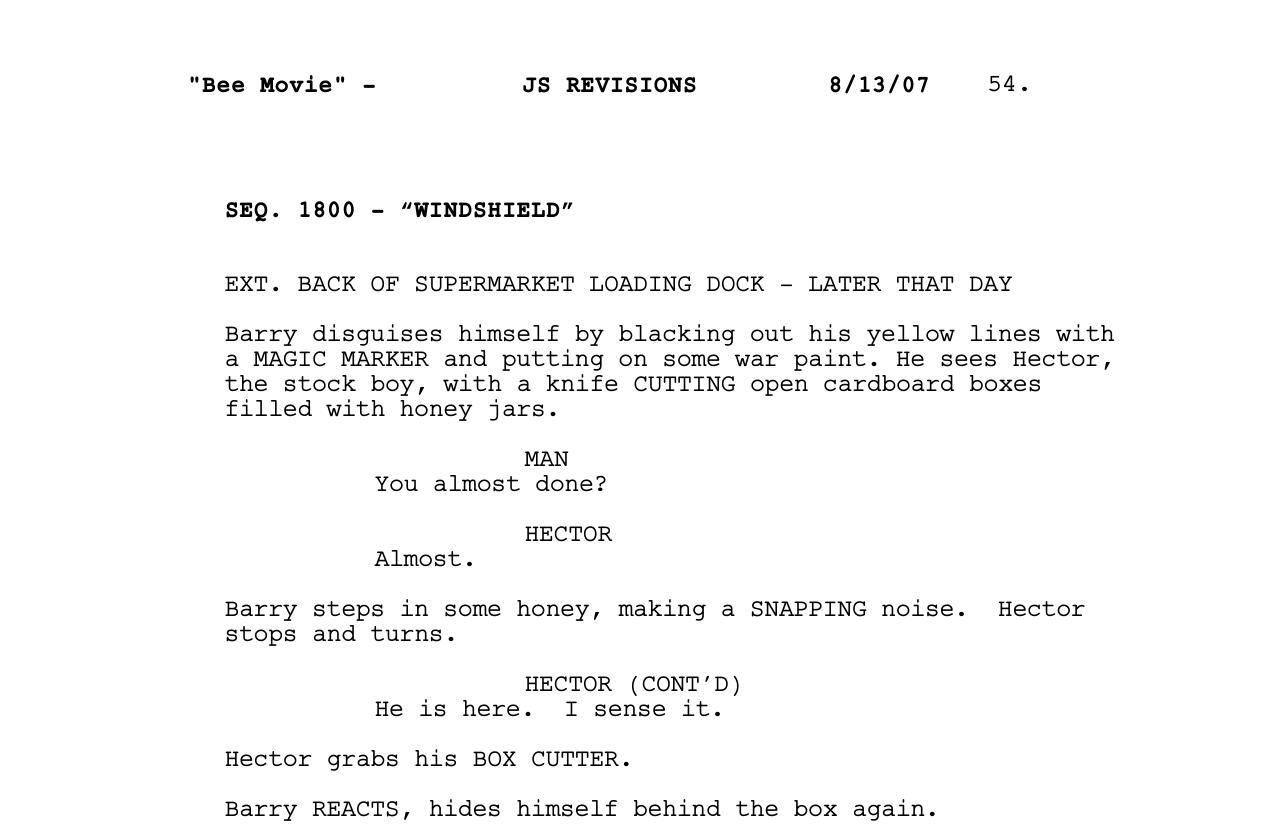 "Bee Movie" - JS REVISIONS 8/13/07 54.
SEQ. 1800 - “WINDSHIELD”
EXT. BACK OF SUPERMARKET LOADING DOCK – LATER THAT DAY
Barry disguises himself by blacking out his yellow lines with
a MAGIC MARKER and putting on some war paint. He sees Hector,
the stock boy, with a knife CUTTING open cardboard boxes
filled with honey jars.
MAN
You almost done?
HECTOR
Almost.
Barry steps in some honey, making a SNAPPING noise.  Hector
stops and turns.
HECTOR (CONT’D)
He is here.  I sense it.
Hector grabs his BOX CUTTER.
Barry REACTS, hides himself behind the box again.